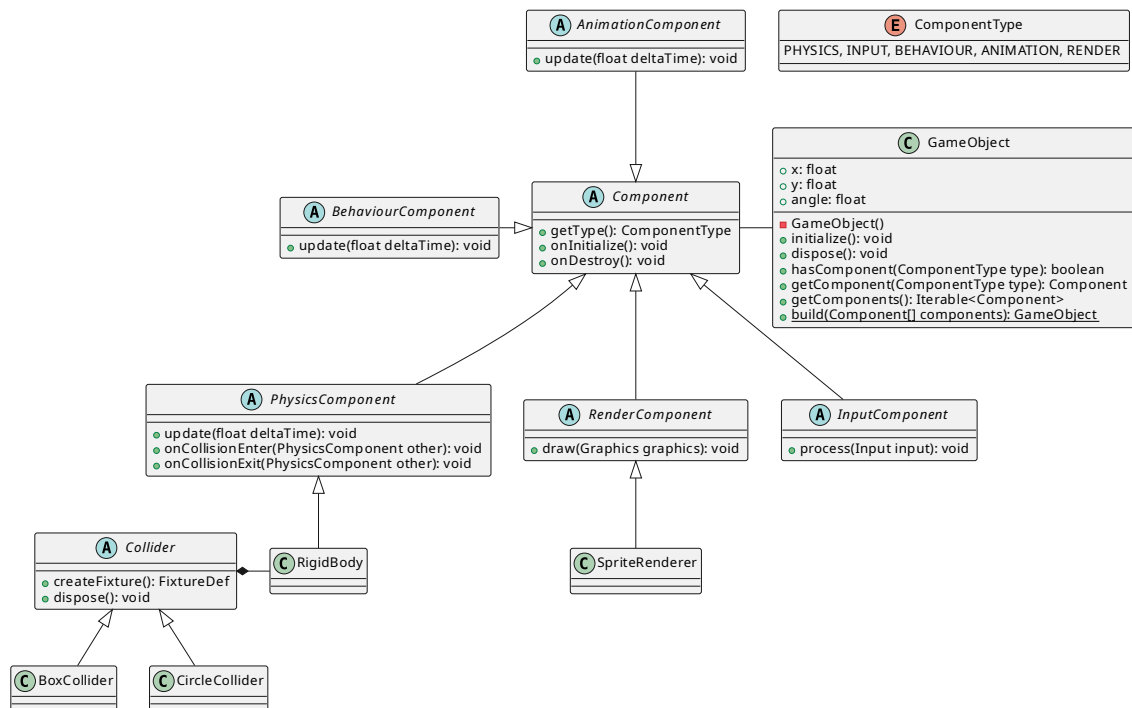 A AnimationComponent
update(float deltaTime): void
E ComponentType
PHYSICS, INPUT, BEHAVIOUR, ANIMATION, RENDER
C GameObject
x: float
y: float
angle: float
GameObject()
initialize(): void
dispose(): void
hasComponent(ComponentType type): boolean
getComponent(ComponentType type): Component
getComponents(): Iterable<Component>
build(Component[] components): GameObject
A Component
getType(): ComponentType
onInitialize(): void
onDestroy(): void
A BehaviourComponent
update(float deltaTime): void
A PhysicsComponent
update(float deltaTime): void
onCollisionEnter(PhysicsComponent other): void
onCollisionExit(PhysicsComponent other): void
A RenderComponent
draw(Graphics graphics): void
A InputComponent
process(Input input): void
A Collider
createFixture(): FixtureDef
dispose(): void
C RigidBody
C SpriteRenderer
C BoxCollider
C CircleCollider